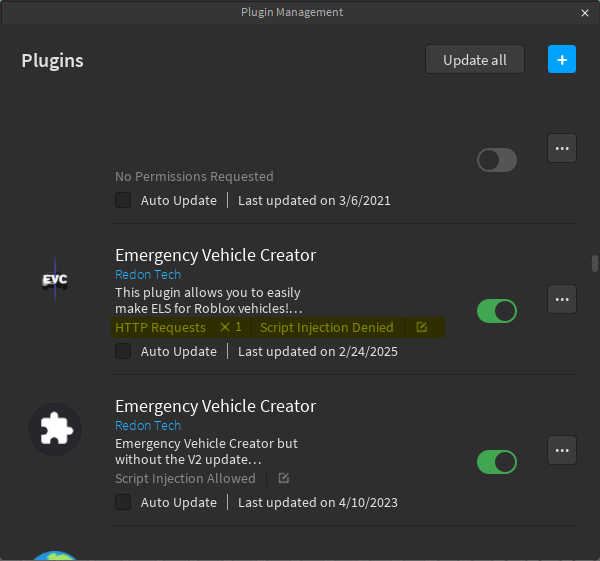 Plugin Management
Plugins
Update all
No Permissions Requested
Auto Update | Last updated on 3/6/2021
EVC
Emergency Vehicle Creator
Redon Tech
This plugin allows you to easily
make ELS for Roblox vehicles!...
HTTP Requests × 1 Script Injection Denied
Auto Update | Last updated on 2/24/2025
Emergency Vehicle Creator
Redon Tech
Emergency Vehicle Creator but
without the V2 update...
Script Injection Allowed
Auto Update | Last updated on 4/10/2023